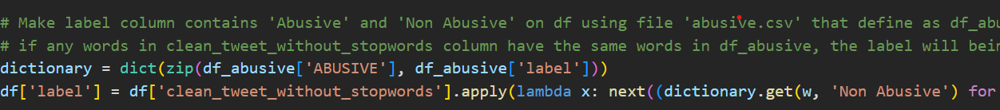 # Make label column contains 'Abusive' and 'Non Abusive' on df using file 'abusive.csv' that define as
# if any words in clean_tweet_without_stopwords column have the same words in df_abusive, the label will
dictionary = dict(zip(df_abusive['ABUSIVE'], df_abusive['label']))
df['label'] = df['clean_tweet_without_stopwords'].apply(lambda x: next((dictionary.get(w, 'Non Abusive') for